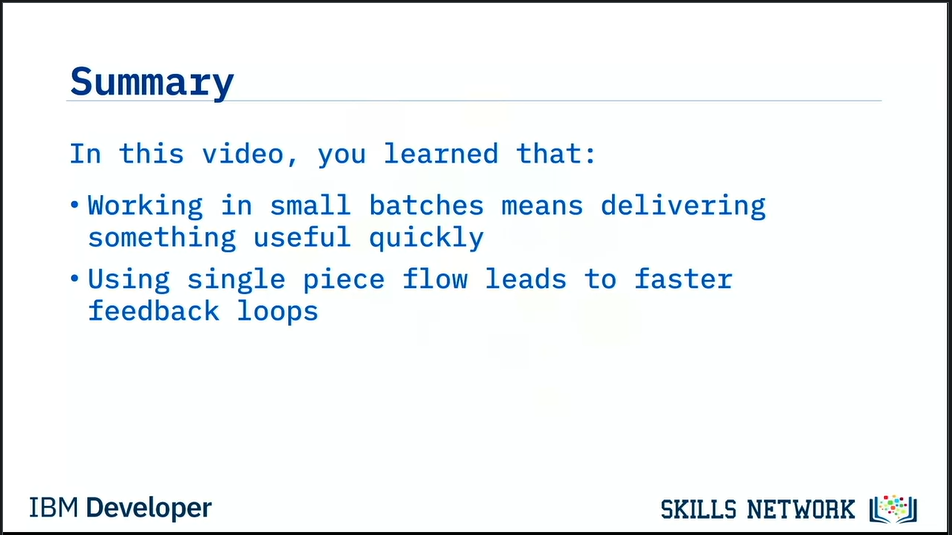 Summary
In this video, you learned that:
• Working in small batches means delivering
something useful quickly
• Using single piece flow leads to faster
feedback loops
IBM Developer
SKILLS NETWORK